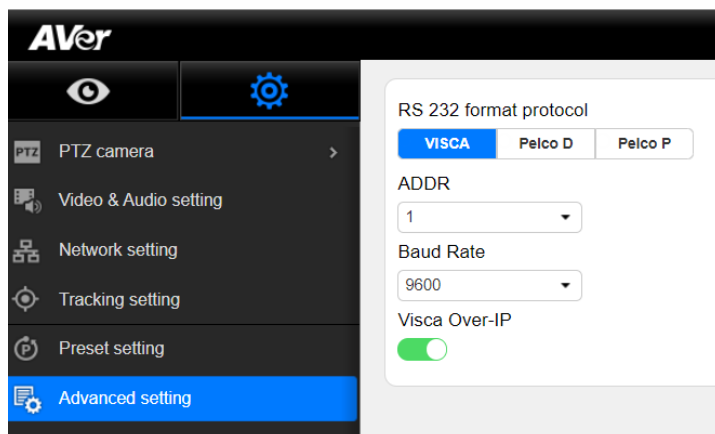 AVer
PTZ PTZ camera
Video & Audio setting
Network setting
Tracking setting
P Preset setting
Advanced setting
RS 232 format protocol
VISCA Pelco D Pelco P
ADDR
1
Baud Rate
9600
Visca Over-IP